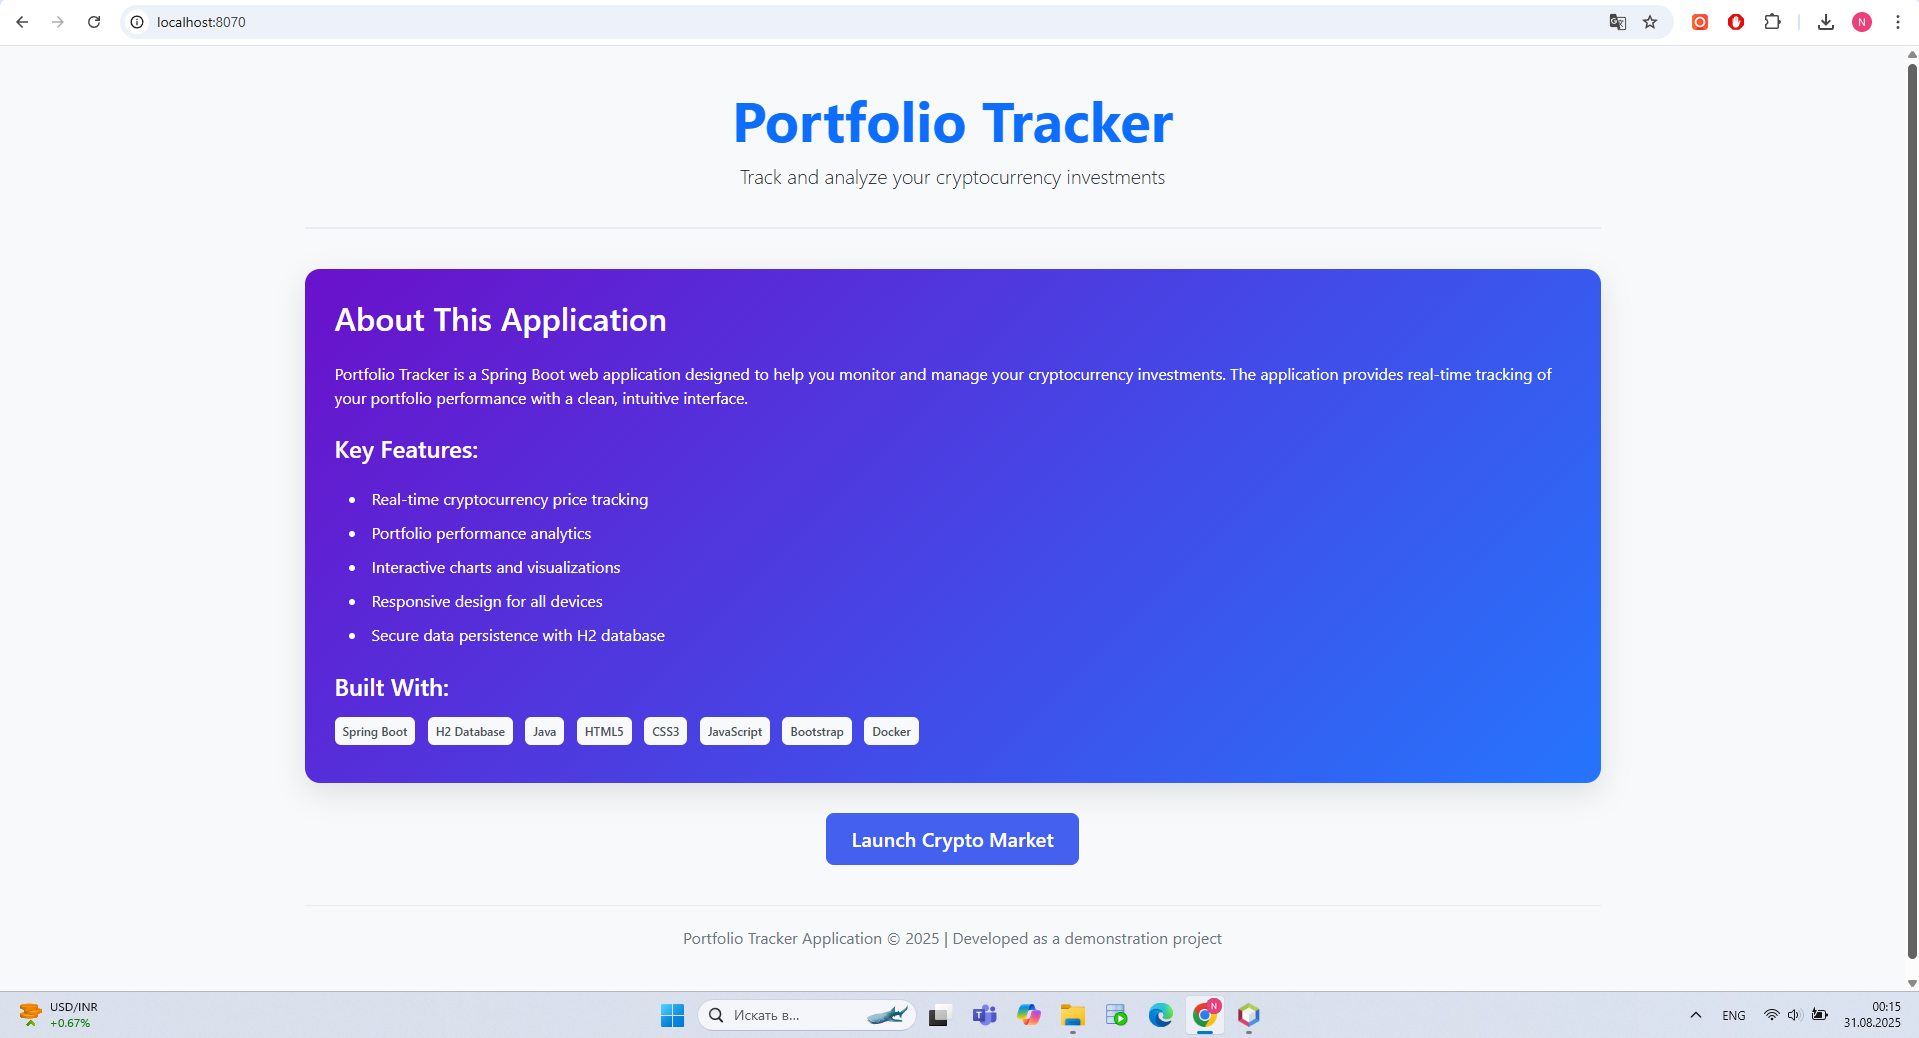 localhost:8070
N
Portfolio Tracker
Track and analyze your cryptocurrency investments
About This Application
Portfolio Tracker is a Spring Boot web application designed to help you monitor and manage your cryptocurrency investments. The application provides real-time tracking of
your portfolio performance with a clean, intuitive interface.
Key Features:
Real-time cryptocurrency price tracking
Portfolio performance analytics
Interactive charts and visualizations
Responsive design for all devices
Secure data persistence with H2 database
Built With:
Spring Boot H2 Database Java HTML5 CSS3 JavaScript Bootstrap Docker
Launch Crypto Market
Portfolio Tracker Application © 2025 | Developed as a demonstration project
USD/INR
+0.67%
Искать в...
N
ENG
00:15
31.08.2025